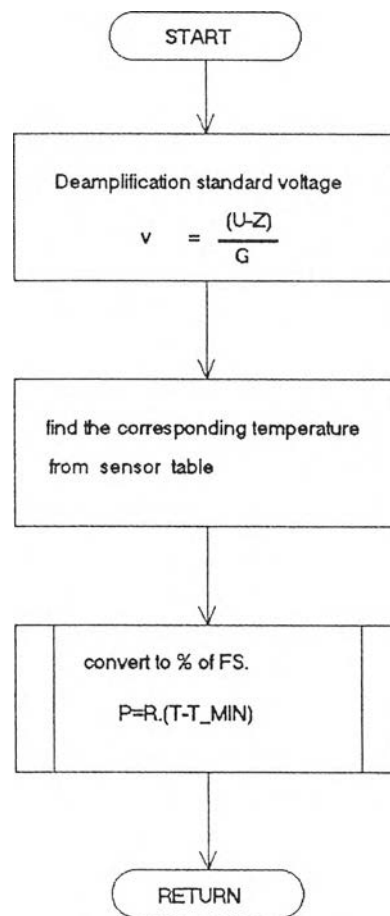 START
Deamplification standard voltage
v = (U-Z)
G
find the corresponding temperature
from sensor table
convert to % of FS.
P=R.(T-T_MIN)
RETURN